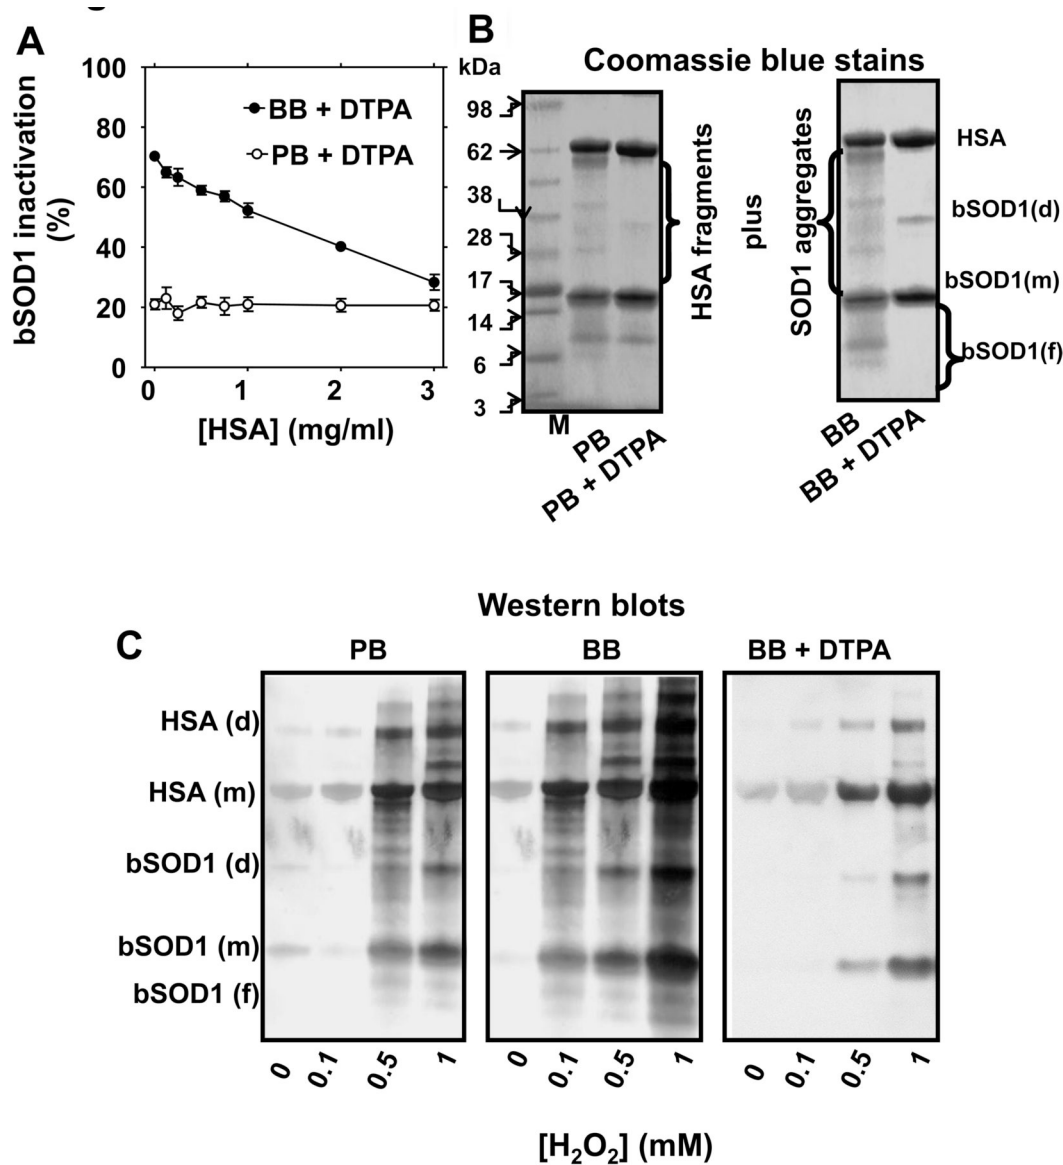 A
bSOD1 inactivation
(%)
100
80
60
40
20
0
BB + DTPA
PB + DTPA
0
1
2
3
[HSA] (mg/ml)
B
kDa
Coomassie blue stains
98
62
38
28
17
14
6
3
M
PB
PB + DTPA
HSA fragments
plus
SOD1 aggregates
BB
BB + DTPA
HSA
bSOD1(d)
bSOD1(m)
bSOD1(f)
Western blots
C
PB
BB
BB + DTPA
HSA (d)
HSA (m)
bSOD1 (d)
bSOD1 (m)
bSOD1 (f)
0
0.1
0.5
1
0
0.1
0.5
1
0
0.1
0.5
1
[H₂O₂] (mM)